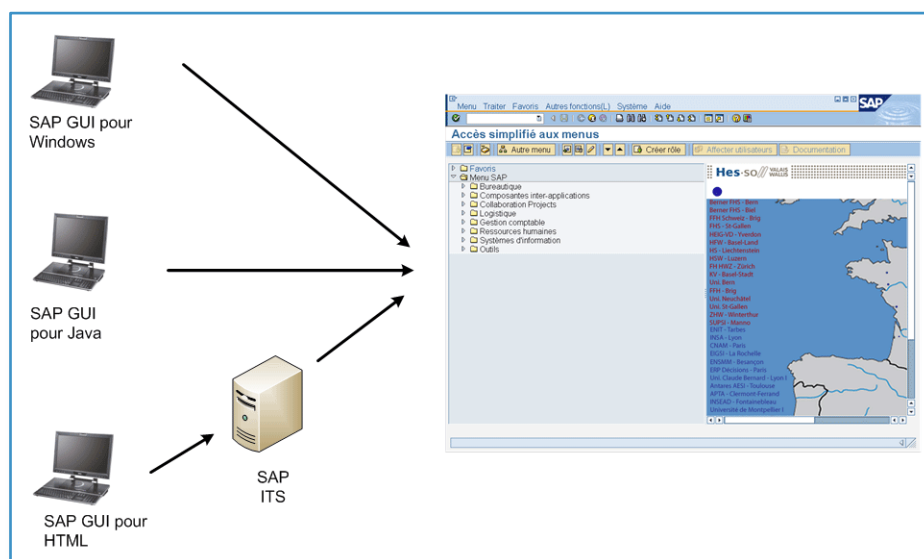 SAP GUI pour
Windows
SAP GUI
pour Java
SAP GUI pour
HTML
SAP
ITS
Menu Traiter Favoris Autres fonctions(L) Système Aide
SAP
Accès simplifié aux menus
Autre menu Créer rôle Affecter utilisateurs Documentation
Favoris
Menu SAP
Bureautique
Composantes inter-applications
Collaboration Projects
Logistique
Gestion comptable
Ressources humaines
Systèmes d'information
Outils
Hes·so// VALAIS
WALLIS
Berner FHS - Bern
Berner FHS - Biel
FFH Schweiz - Brig
FHS - St-Gallen
HEIG-VD - Yverdon
HFW - Basel-Land
HS - Liechtenstein
HSW - Luzern
FH HWZ - Zürich
KV - Basel-Stadt
Uni. Bern
FFH - Brig
Uni. Neuchâtel
Uni. St-Gallen
ZHW - Winterthur
SUPSI - Manno
ENIT - Tarbes
INSA - Lyon
CNAM - Paris
EIGSI - La Rochelle
ENSMM - Besançon
ERP Décisions - Paris
Uni. Claude Bernard - Lyon I
Antares AESI - Toulouse
APTA - Clermont-Ferrand
INSEAD - Fontainebleau
Université de Montpellier I